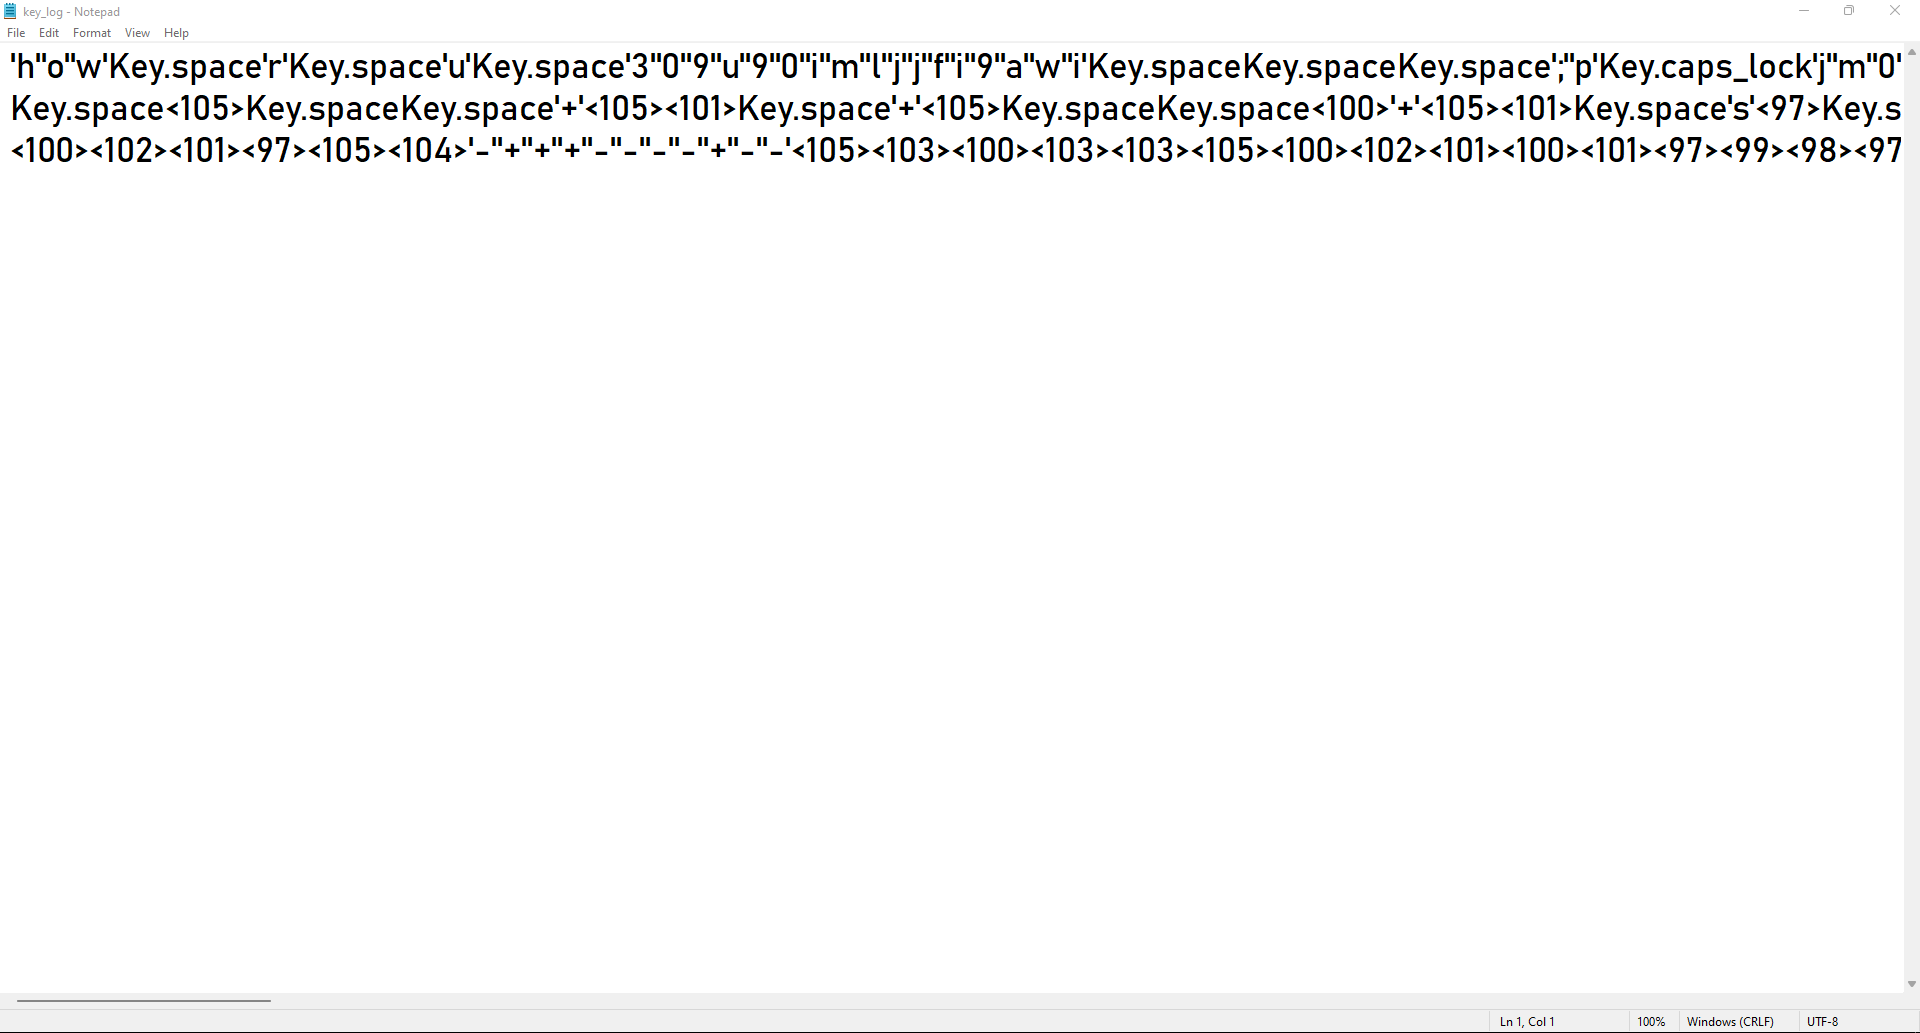 key_log - Notepad
File Edit Format View Help
'h''o''w'Key.space'r'Key.space'u'Key.space'3''0''9''u''9''0''i''m''l''j''j''f''i''9''a''w''i'Key.spaceKey.spaceKey.space';''p'Key.caps_lock'j''m''0'
Key.space<105>Key.spaceKey.space'+'<105><101>Key.space'+'<105>Key.spaceKey.space<100>'+'<105><101>Key.space's'<97>Key.s
<100><102><101><97><105><104>'-''+''+''+''-''-''-''-''+''-''-'<105><103><100><103><103><105><100><102><101><100><101><97><99><98><97
Ln 1, Col 1 100% Windows (CRLF) UTF-8